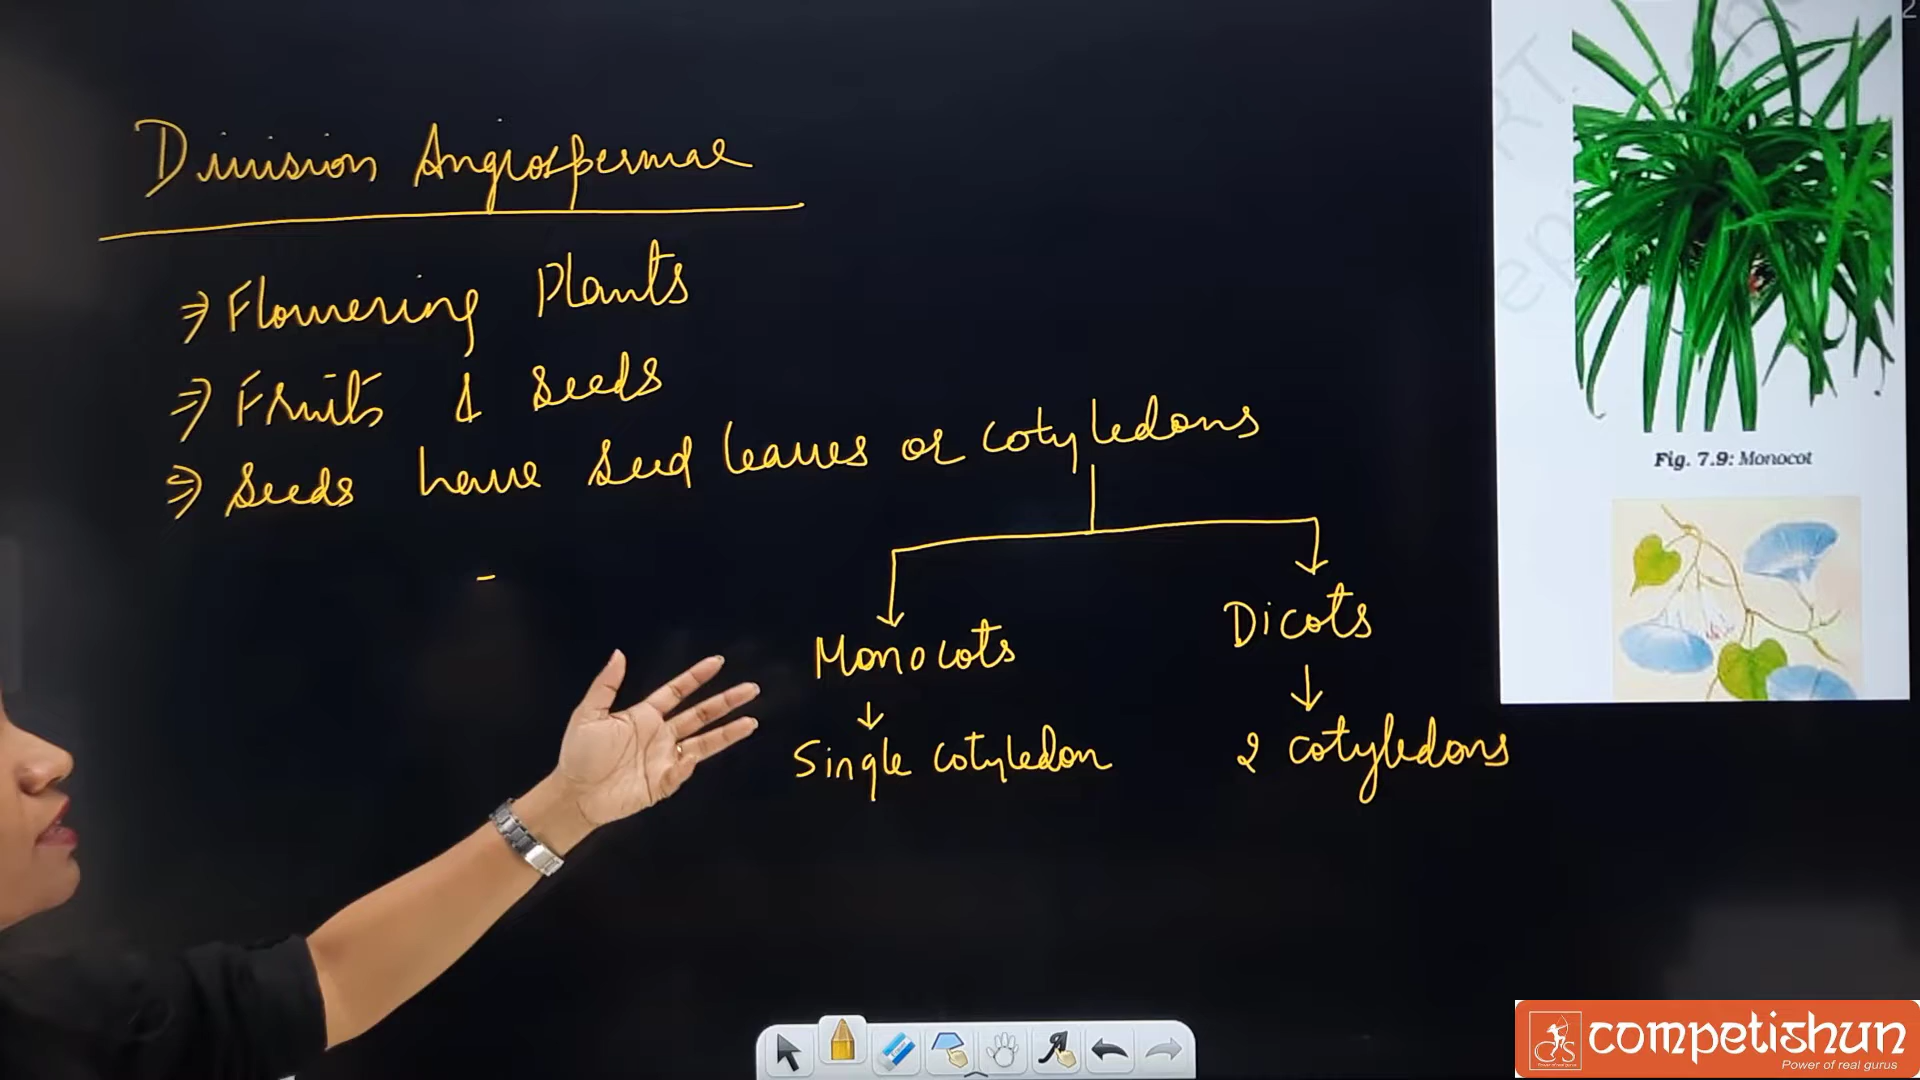 Division Angiospermae
⇒ Flowering Plants
⇒ Fruits & Seeds
⇒ Seeds have seed leaves or cotyledons
Monocots
Dicots
Single cotyledon
2 cotyledons
Fig. 7.9: Monocot
2
competishun
Power of real gurus